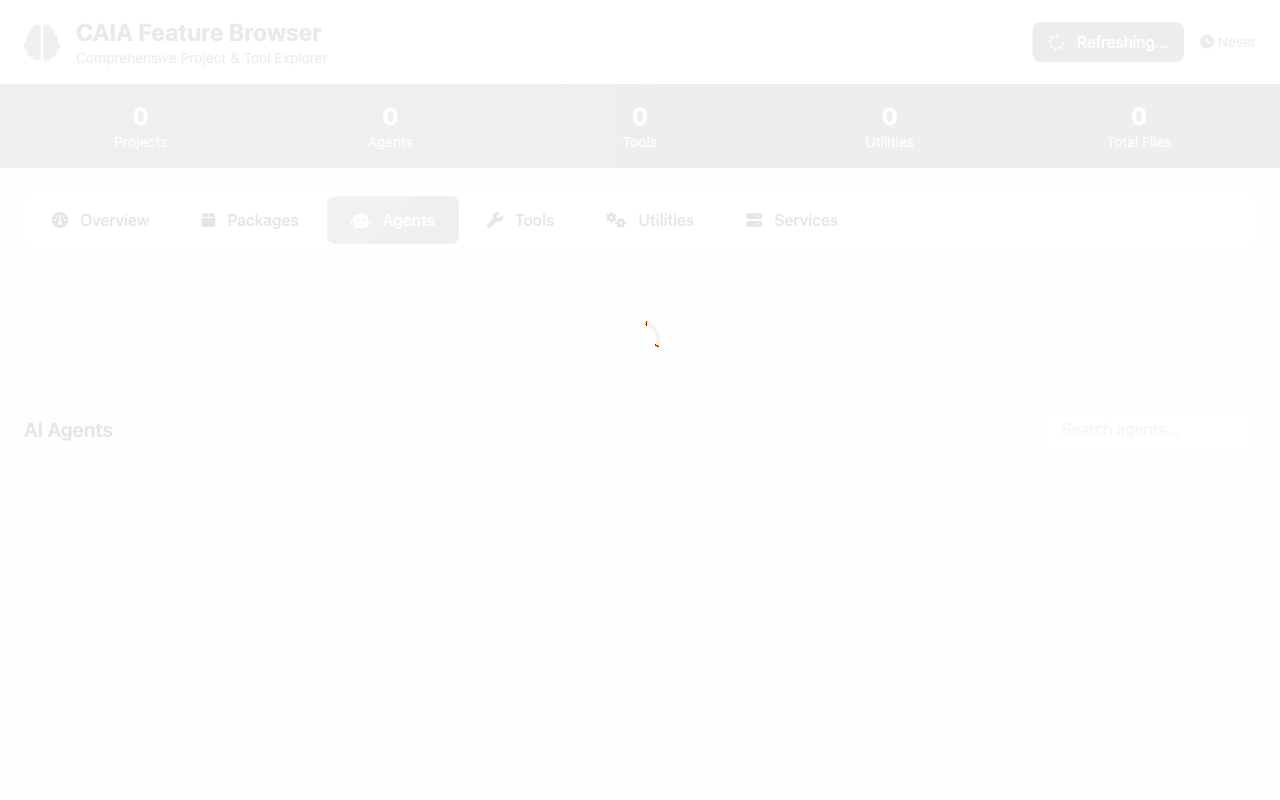 CAIA Feature Browser
Comprehensive Project & Tool Explorer
Refreshing...
Never
0
Projects
0
Agents
0
Tools
0
Utilities
0
Total Files
Overview
Packages
Agents
Tools
Utilities
Services
AI Agents
Search agents...